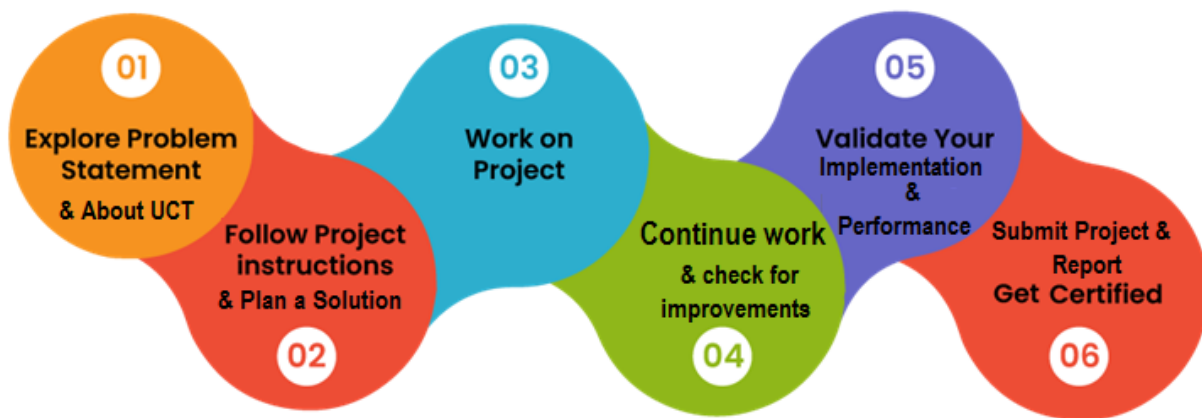 01
Explore Problem
Statement
& About UCT
Follow Project
instructions
& Plan a Solution
02
03
Work on
Project
Continue work
& check for
improvements
04
05
Validate Your
Implementation
&
Performance
Submit Project &
Report
Get Certified
06